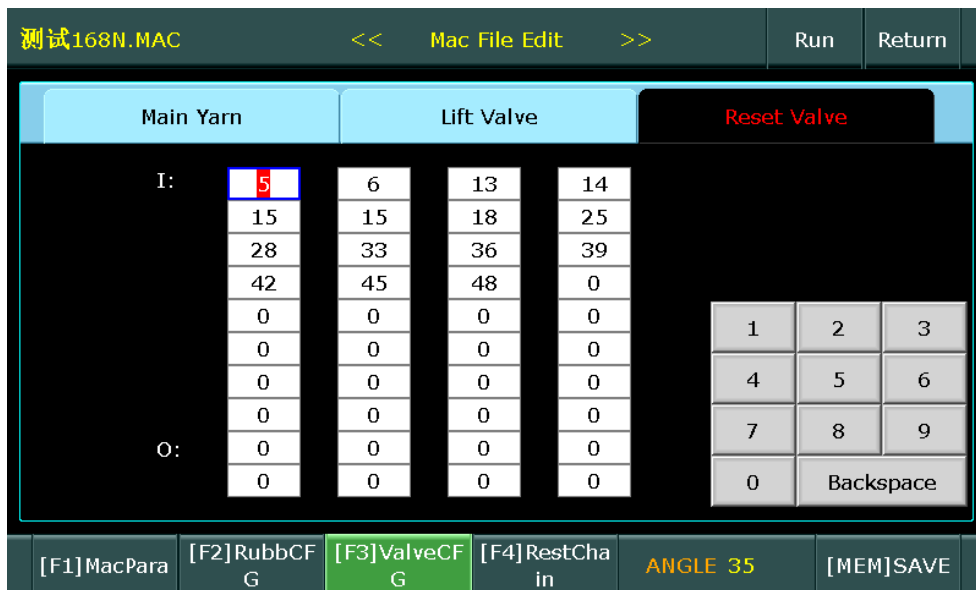 测试168N.MAC << Mac File Edit >> Run Return
Main Yarn Lift Valve Reset Valve
I: 5 6 13 14
15 15 18 25
28 33 36 39
42 45 48 0
0 0 0 0
0 0 0 0
0 0 0 0
0 0 0 0
O: 0 0 0 0
0 0 0 0
1 2 3
4 5 6
7 8 9
0 Backspace
[F1]MacPara [F2]RubbCF
G [F3]ValveCF
G [F4]RestCha
in ANGLE 35 [MEM]SAVE